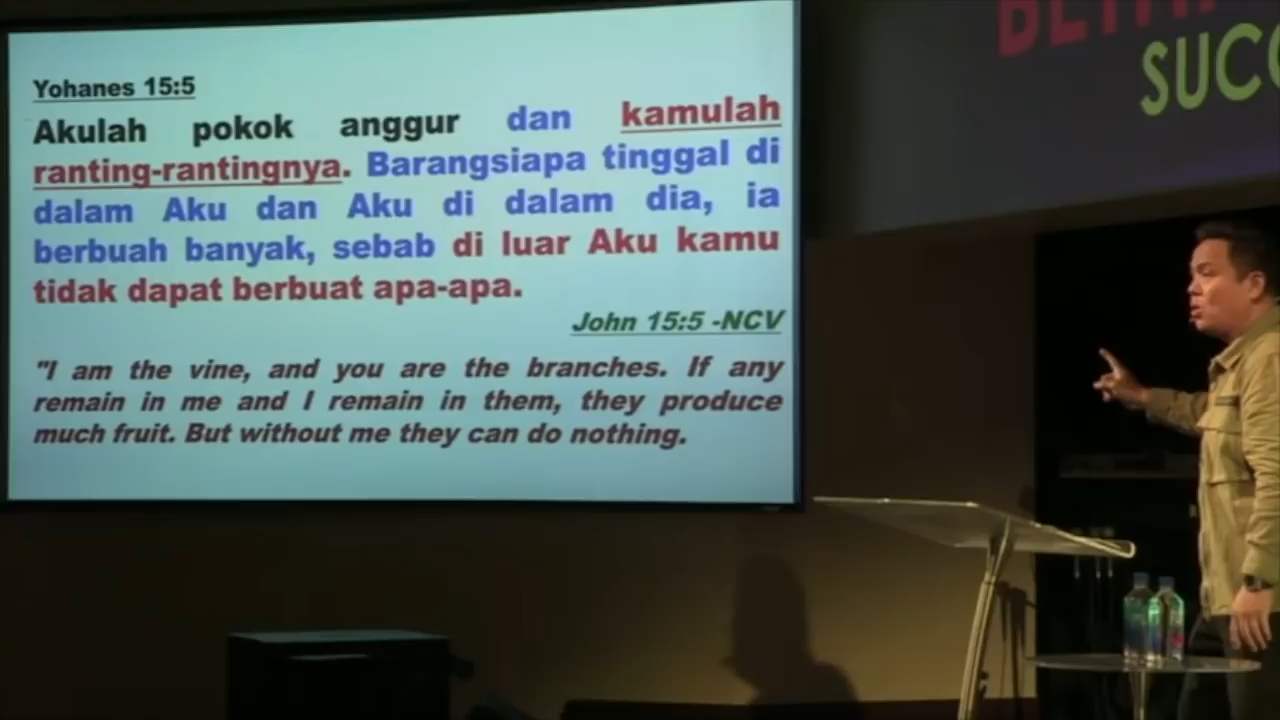 Yohanes 15:5
Akulah pokok anggur dan kamulah
ranting-rantingnya. Barangsiapa tinggal di
dalam Aku dan Aku di dalam dia, ia
berbuah banyak, sebab di luar Aku kamu
tidak dapat berbuat apa-apa.
John 15:5 -NCV
"I am the vine, and you are the branches. If any
remain in me and I remain in them, they produce
much fruit. But without me they can do nothing.